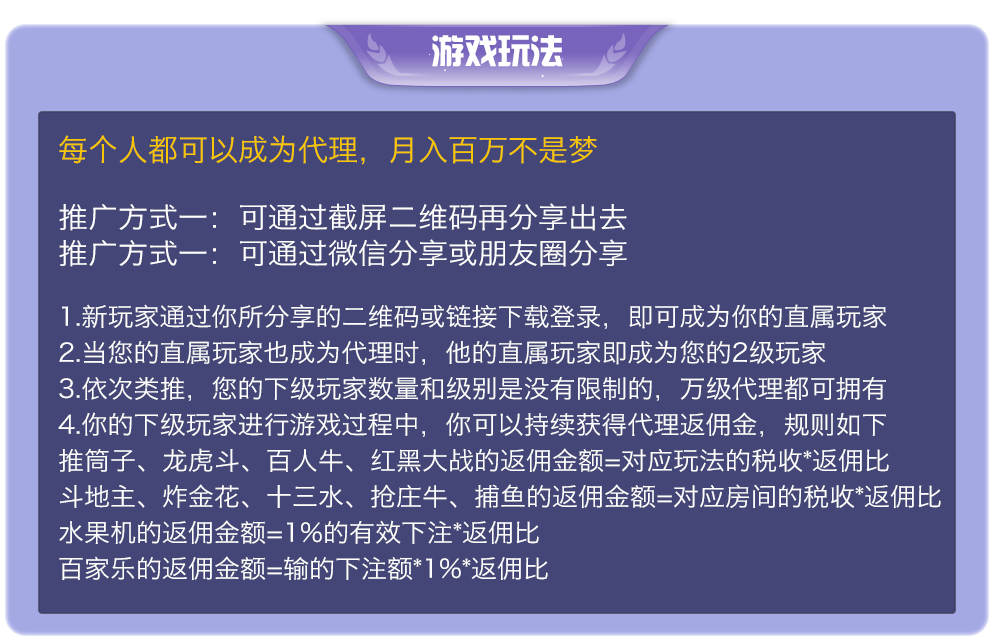 游戏玩法
每个人都可以成为代理，月入百万不是梦
推广方式一：可通过截屏二维码再分享出去
推广方式一：可通过微信分享或朋友圈分享
1.新玩家通过你所分享的二维码或链接下载登录，即可成为你的直属玩家
2.当您的直属玩家也成为代理时，他的直属玩家即成为您的2级玩家
3.依次类推，您的下级玩家数量和级别是没有限制的，万级代理都可拥有
4.你的下级玩家进行游戏过程中，你可以持续获得代理返佣金，规则如下
推筒子、龙虎斗、百人牛、红黑大战的返佣金额=对应玩法的税收*返佣比
斗地主、炸金花、十三水、抢庄牛、捕鱼的返佣金额=对应房间的税收*返佣比
水果机的返佣金额=1%的有效下注*返佣比
百家乐的返佣金额=输的下注额*1%*返佣比